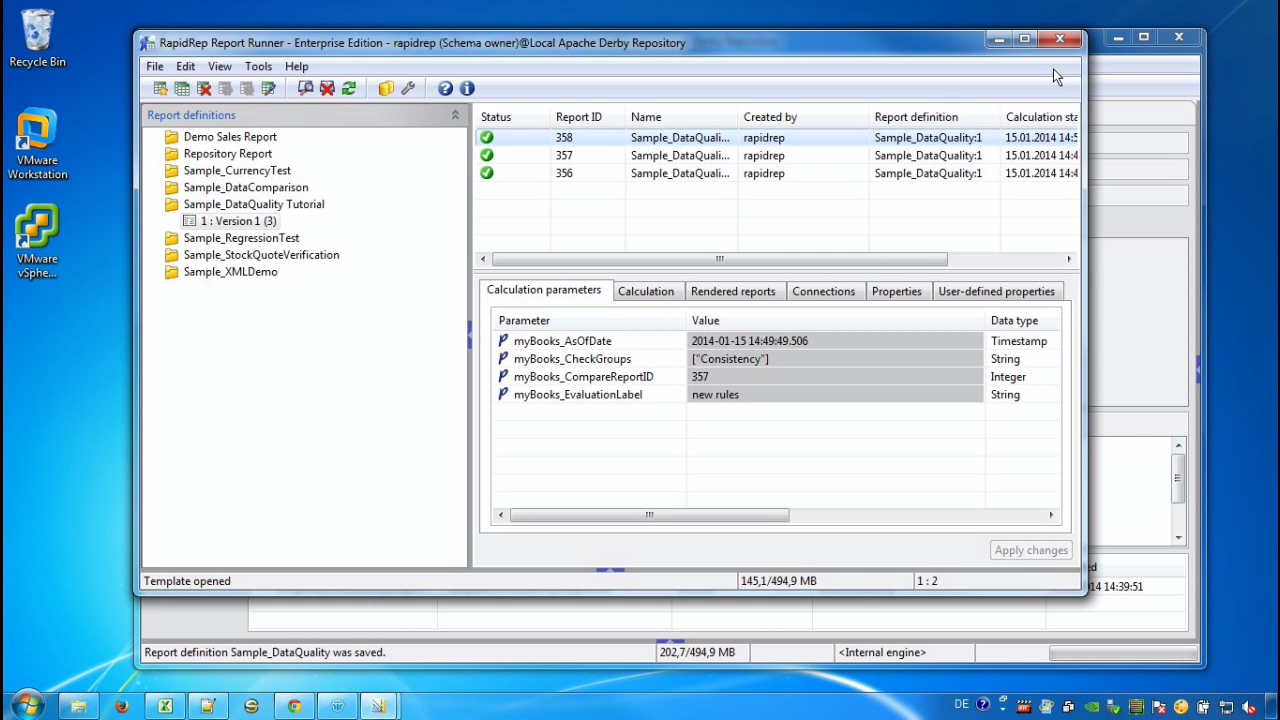 Recycle Bin
VMware
Workstation
VMware
vSphe...
RapidRep Report Runner - Enterprise Edition - rapidrep (Schema owner)@Local Apache Derby Repository
File Edit View Tools Help
Report definitions
Demo Sales Report
Repository Report
Sample_CurrencyTest
Sample_DataComparison
Sample_DataQuality Tutorial
1 : Version 1 (3)
Sample_RegressionTest
Sample_StockQuoteVerification
Sample_XMLDemo
Status Report ID Name Created by Report definition Calculation sta
358 Sample_DataQuali... rapidrep Sample_DataQuality:1 15.01.2014 14:5
357 Sample_DataQuali... rapidrep Sample_DataQuality:1 15.01.2014 14:4
356 Sample_DataQuali... rapidrep Sample_DataQuality:1 15.01.2014 14:4
Calculation parameters Calculation Rendered reports Connections Properties User-defined properties
Parameter Value Data type
myBooks_AsOfDate 2014-01-15 14:49:49.506 Timestamp
myBooks_CheckGroups ["Consistency"] String
myBooks_CompareReportID 357 Integer
myBooks_EvaluationLabel new rules String
Apply changes
Template opened 145,1/494,9 MB 1 : 2
ed
2014 14:39:51
Report definition Sample_DataQuality was saved. 202,7/494,9 MB <Internal engine>
DE